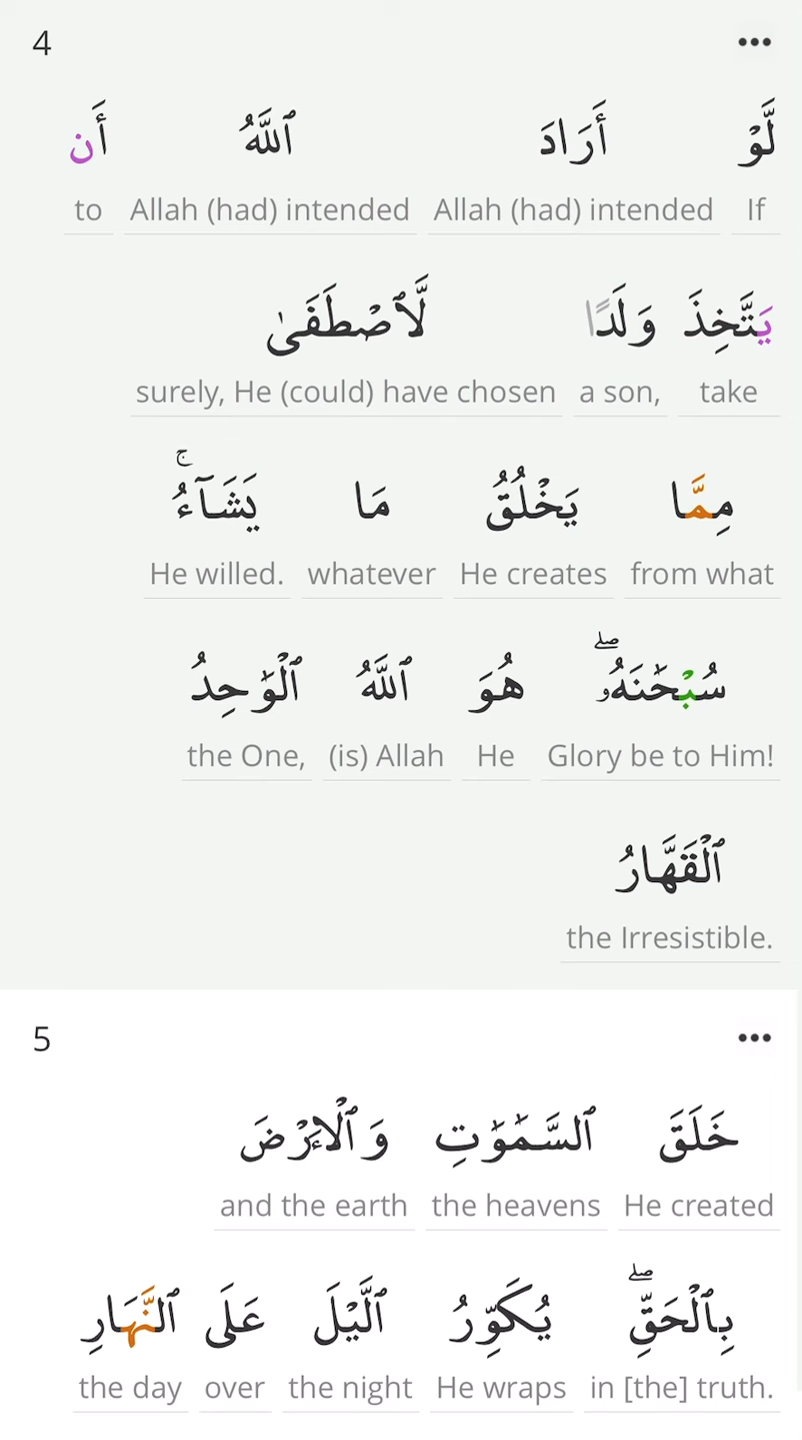 4 •••
لَّوْ أَرَادَ ٱللَّهُ أَن
If Allah (had) intended Allah (had) intended to
يَتَّخِذَ وَلَدًا لَّٱصْطَفَىٰ
take a son, surely, He (could) have chosen
مِمَّا يَخْلُقُ مَا يَشَآءُ ۚ
from what He creates whatever He willed.
سُبْحَٰنَهُۥ ۖ هُوَ ٱللَّهُ ٱلْوَٰحِدُ
Glory be to Him! He (is) Allah the One,
ٱلْقَهَّارُ
the Irresistible.
5 •••
خَلَقَ ٱلسَّمَٰوَٰتِ وَٱلْأَرْضَ
He created the heavens and the earth
بِٱلْحَقِّ ۖ يُكَوِّرُ ٱلَّيْلَ عَلَى ٱلنَّهَارِ
in [the] truth. He wraps the night over the day